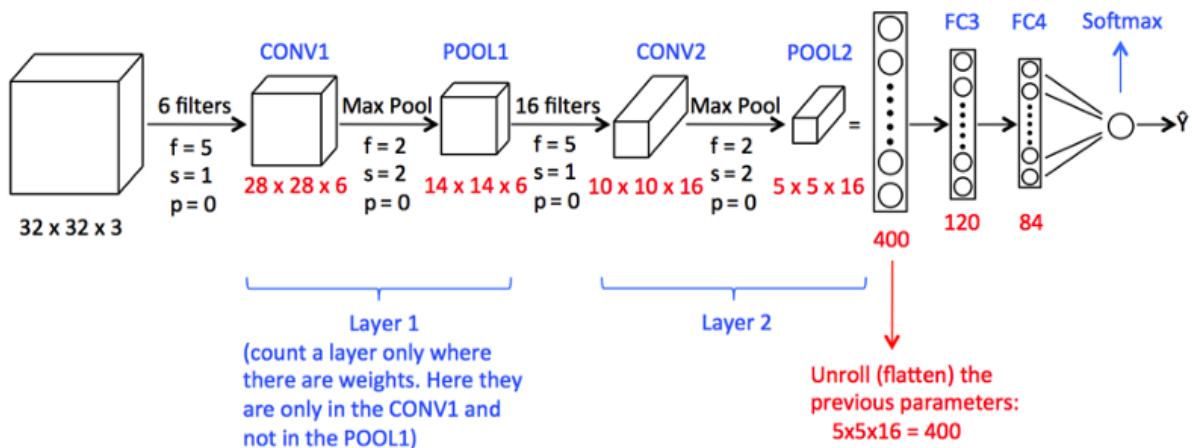 CONV1
POOL1
CONV2
POOL2
FC3
FC4
Softmax
6 filters
f = 5
s = 1
p = 0
Max Pool
f = 2
s = 2
p = 0
16 filters
f = 5
s = 1
p = 0
Max Pool
f = 2
s = 2
p = 0
=
Ŷ
32 x 32 x 3
28 x 28 x 6
14 x 14 x 6
10 x 10 x 16
5 x 5 x 16
400
120
84
Layer 1
(count a layer only where
there are weights. Here they
are only in the CONV1 and
not in the POOL1)
Layer 2
Unroll (flatten) the
previous parameters:
5x5x16 = 400